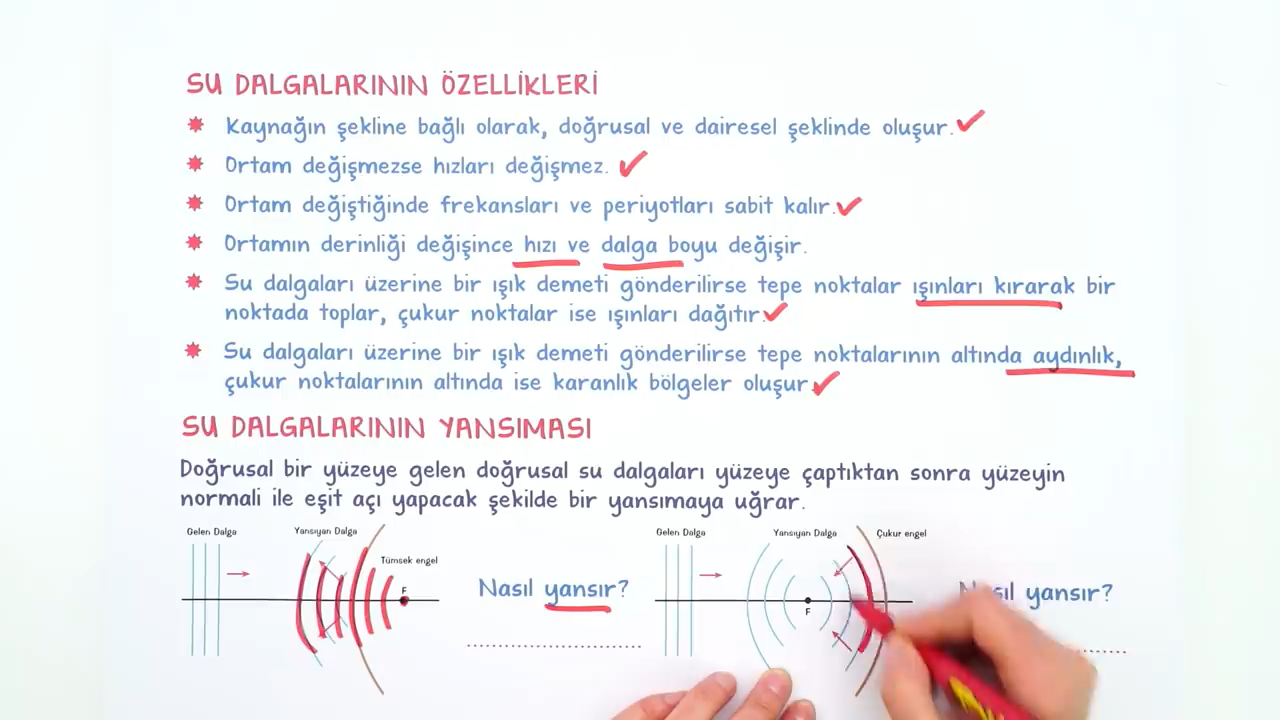 SU DALGALARININ ÖZELLİKLERİ
Kaynağın şekline bağlı olarak, doğrusal ve dairesel şeklinde oluşur.
Ortam değişmezse hızları değişmez.
Ortam değiştiğinde frekansları ve periyotları sabit kalır.
Ortamın derinliği değişince hızı ve dalga boyu değişir.
Su dalgaları üzerine bir ışık demeti gönderilirse tepe noktalar ışınları kırarak bir
noktada toplar, çukur noktalar ise ışınları dağıtır.
Su dalgaları üzerine bir ışık demeti gönderilirse tepe noktalarının altında aydınlık,
çukur noktalarının altında ise karanlık bölgeler oluşur.
SU DALGALARININ YANSIMASI
Doğrusal bir yüzeye gelen doğrusal su dalgaları yüzeye çaptıktan sonra yüzeyin
normali ile eşit açı yapacak şekilde bir yansımaya uğrar.
Gelen Dalga
Yansıyan Dalga
Tümsek engel
F
Nasıl yansır?
Gelen Dalga
Yansıyan Dalga
Çukur engel
F
Nasıl yansır?